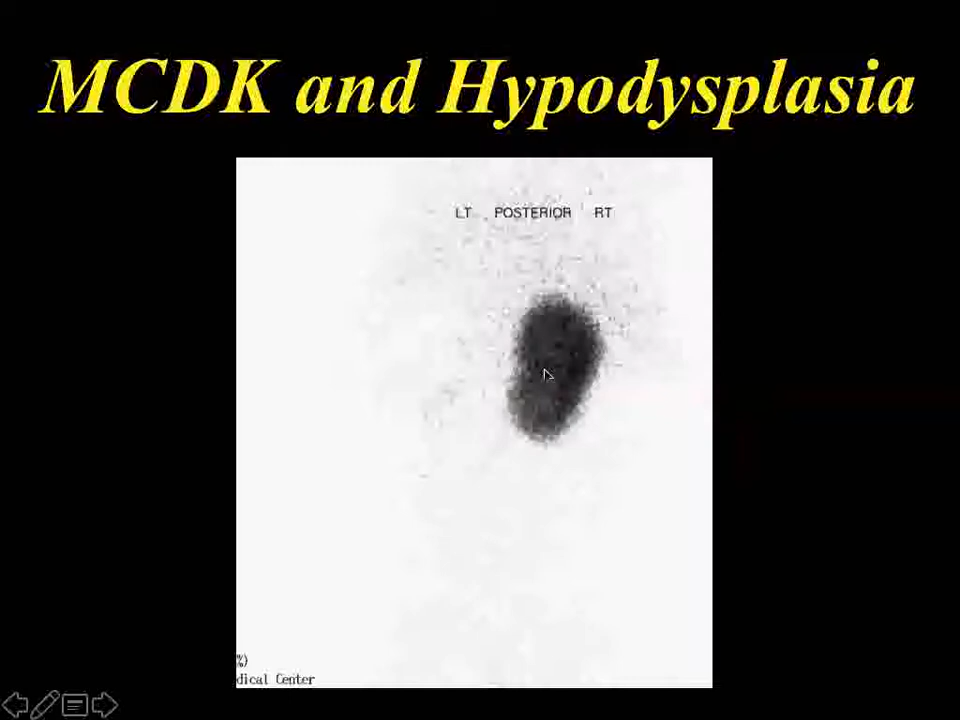 MCDK and Hypodysplasia
LT POSTERIOR RT
%)
dical Center